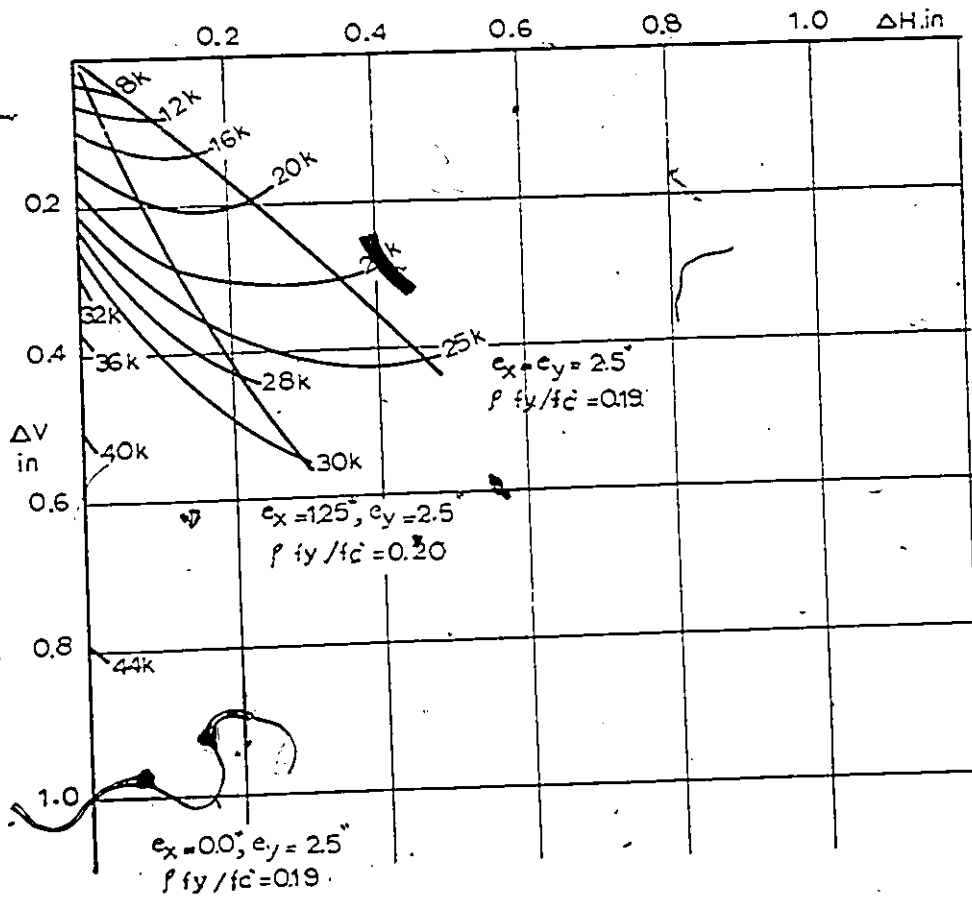 0.2 0.4 0.6 0.8 1.0 ΔH.in
8k
12k
16k
20k
0.2
32k
0.4
36k
25k
28k
ex = ey = 2.5"
ρ fy/fc' = 0.19
ΔV
in
40k
30k
0.6
ex = 1.25", ey = 2.5"
ρ fy/fc' = 0.20
0.8
44k
1.0
ex = 0.0", ey = 2.5"
ρ fy/fc' = 0.19